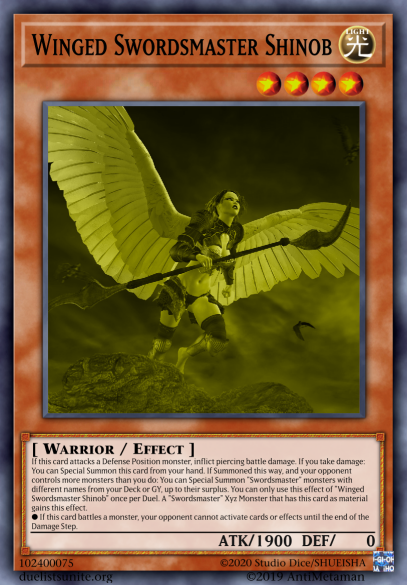 Winged Swordsmaster Shinob
LIGHT
光
[ Warrior / Effect ]
If this card attacks a Defense Position monster, inflict piercing battle damage. If you take damage:
You can Special Summon this card from your hand. If Summoned this way, and your opponent
controls more monsters than you do: You can Special Summon "Swordsmaster" monsters with
different names from your Deck or GY, up to their surplus. You can only use this effect of "Winged
Swordsmaster Shinob" once per Duel. A "Swordsmaster" Xyz Monster that has this card as material
gains this effect.
● If this card battles a monster, your opponent cannot activate cards or effects until the end of the
Damage Step.
ATK/1900 DEF/ 0
102400075 ©2020 Studio Dice/SHUEISHA
duelistsunite.org ©2019 AntiMetaman